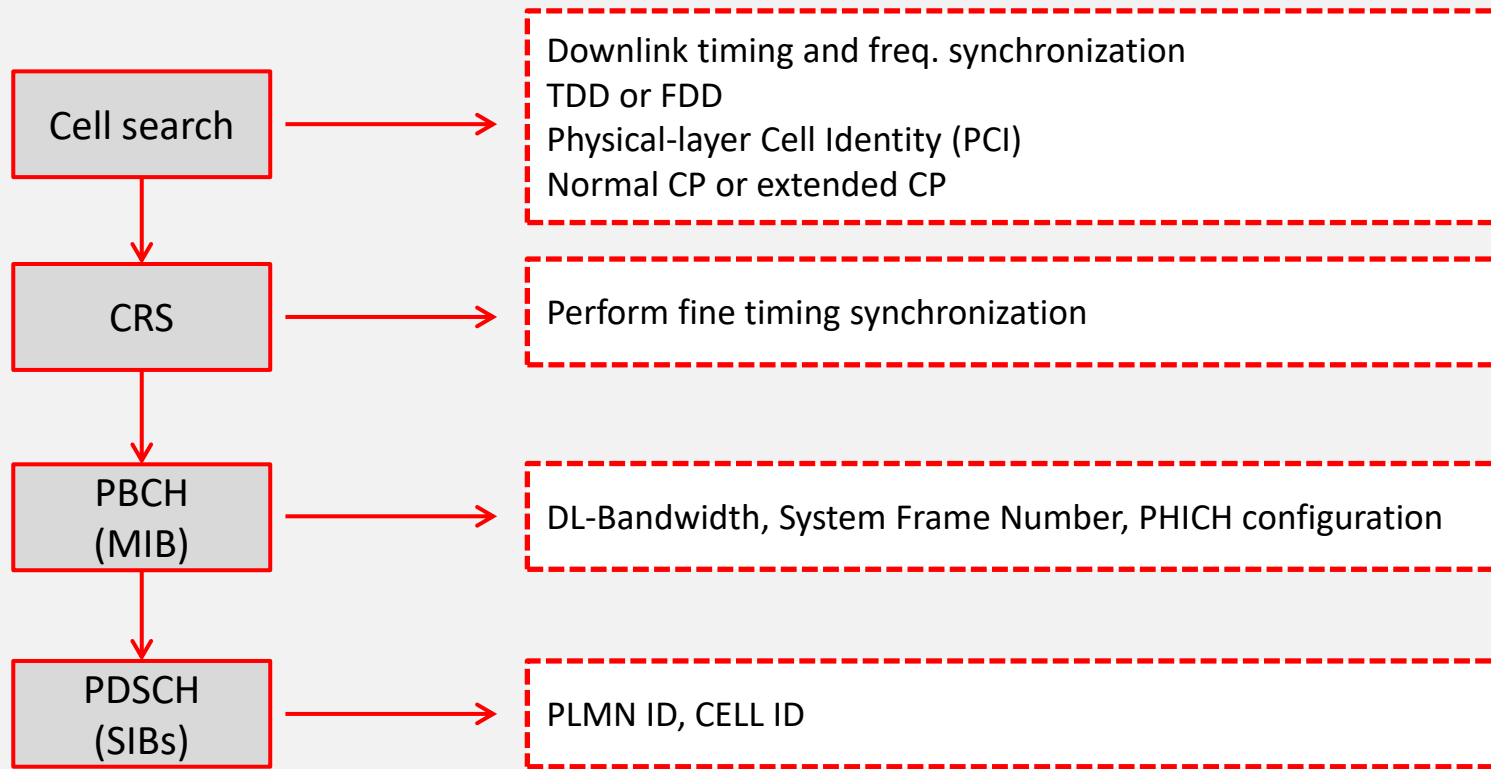 Cell search
Downlink timing and freq. synchronization
TDD or FDD
Physical-layer Cell Identity (PCI)
Normal CP or extended CP
CRS
Perform fine timing synchronization
PBCH
(MIB)
DL-Bandwidth, System Frame Number, PHICH configuration
PDSCH
(SIBs)
PLMN ID, CELL ID